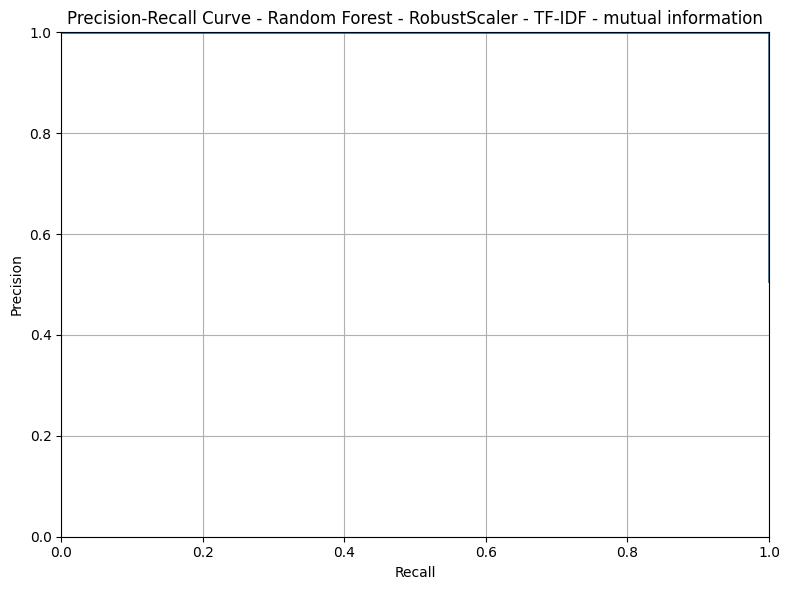 Precision-Recall Curve - Random Forest - RobustScaler - TF-IDF - mutual information
1.0
0.8
0.6
0.4
0.2
0.0
Precision
0.0 0.2 0.4 0.6 0.8 1.0
Recall